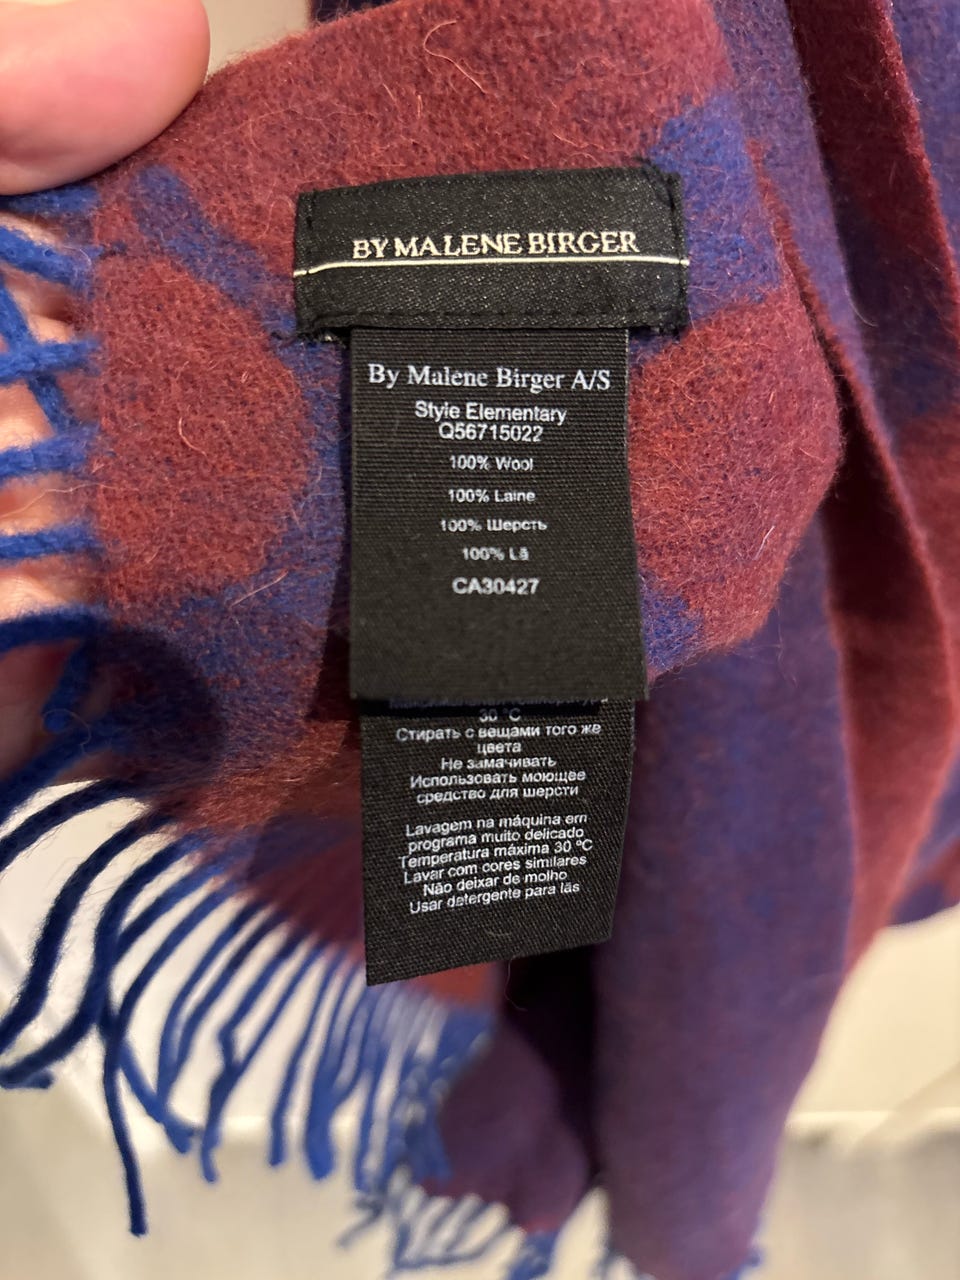 BY MALENE BIRGER
By Malene Birger A/S
Style Elementary
Q56715022
100% Wool
100% Laine
100% Шерсть
100% Lã
CA30427
30 °C
Стирать с вещами того же
цвета
Не замачивать
Использовать моющее
средство для шерсти
Lavagem na máquina em
programa muito delicado
Temperatura máxima 30 ºC
Lavar com cores similares
Não deixar de molho
Usar detergente para lãs